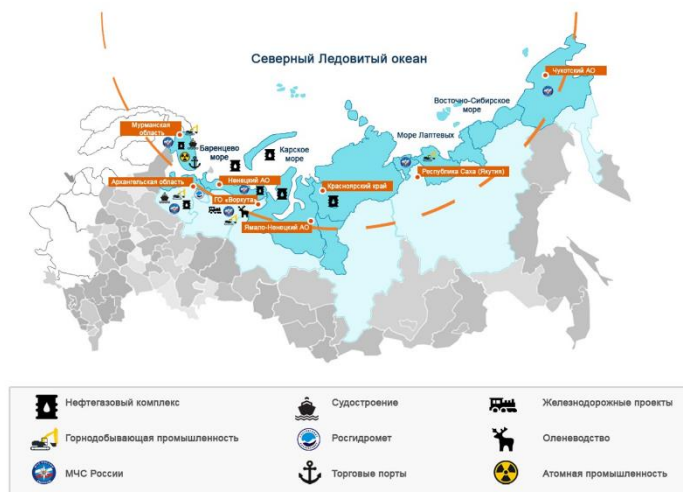 Северный Ледовитый океан
Чукотский АО
Восточно-Сибирское
море
Мурманская
область
Море Лаптевых
Баренцево
море
Карское
море
Архангельская область
Ненецкий АО
ГО «Воркута»
Красноярский край
Республика Саха (Якутия)
Ямало-Ненецкий АО
Нефтегазовый комплекс
Судостроение
Железнодорожные проекты
Горнодобывающая промышленность
Росгидромет
Оленеводство
МЧС России
Торговые порты
Атомная промышленность